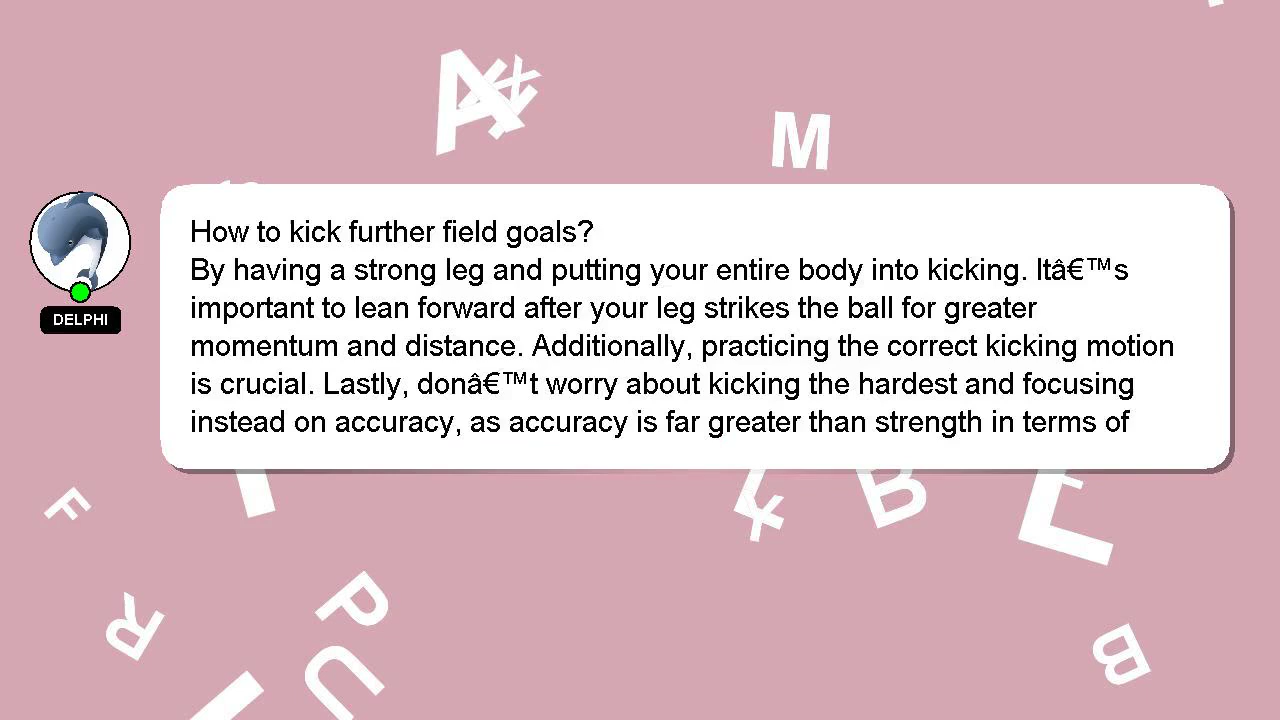 How to kick further field goals?
By having a strong leg and putting your entire body into kicking. Itâ€™s
important to lean forward after your leg strikes the ball for greater
momentum and distance. Additionally, practicing the correct kicking motion
is crucial. Lastly, donâ€™t worry about kicking the hardest and focusing
instead on accuracy, as accuracy is far greater than strength in terms of
DELPHI
A
M
F
B
R
P
U
B